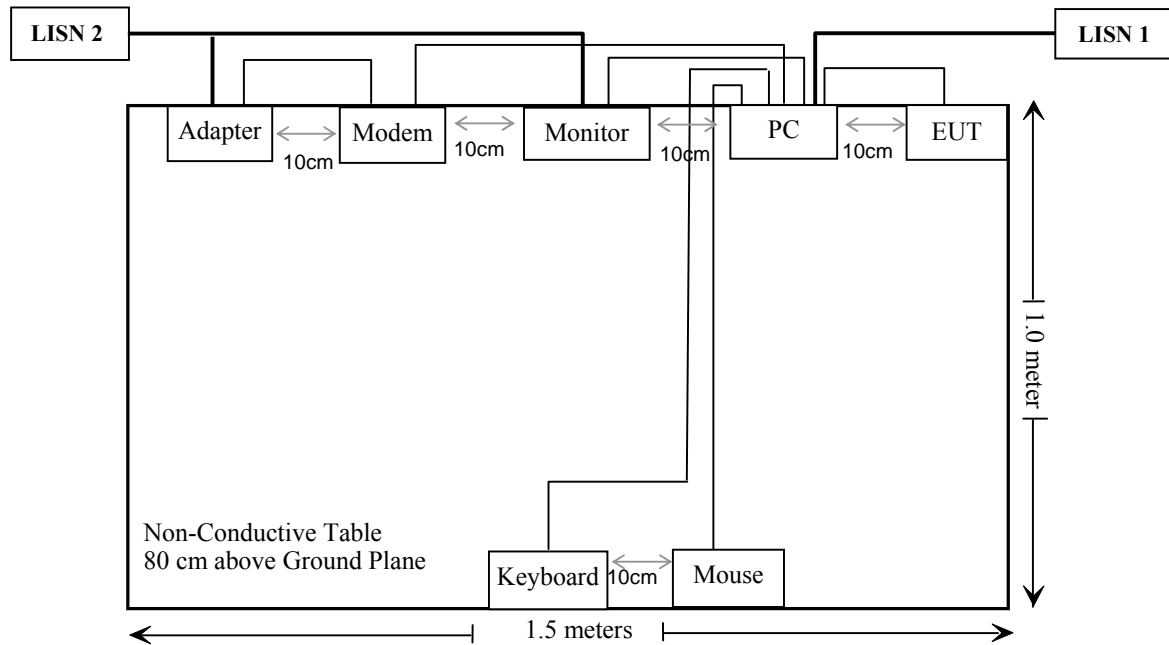 LISN 2
LISN 1
Adapter
Modem
Monitor
PC
EUT
10cm
10cm
10cm
10cm
1.0 meter
Non-Conductive Table
80 cm above Ground Plane
Keyboard
10cm
Mouse
1.5 meters